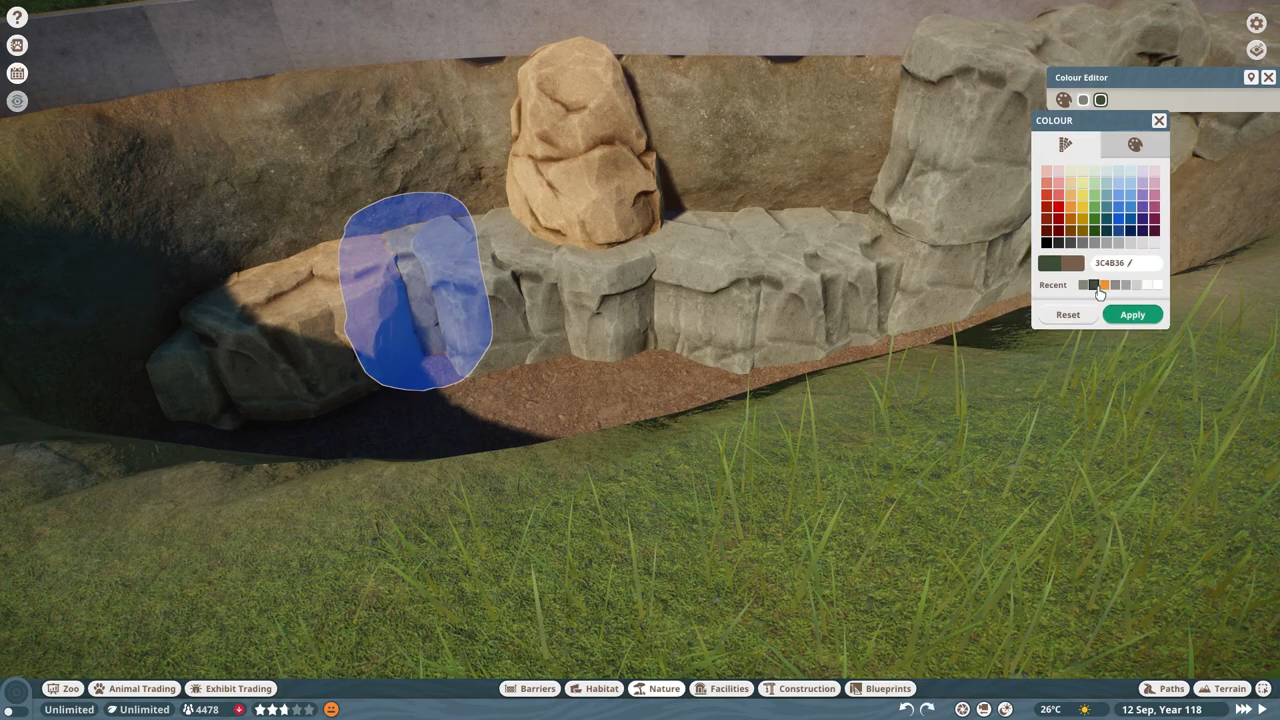 ?
Colour Editor
COLOUR
3C4B36 /
Recent
Reset
Apply
Zoo
Animal Trading
Exhibit Trading
Barriers
Habitat
Nature
Facilities
Construction
Blueprints
Paths
Terrain
Unlimited
Unlimited
4478
26°C
12 Sep, Year 118